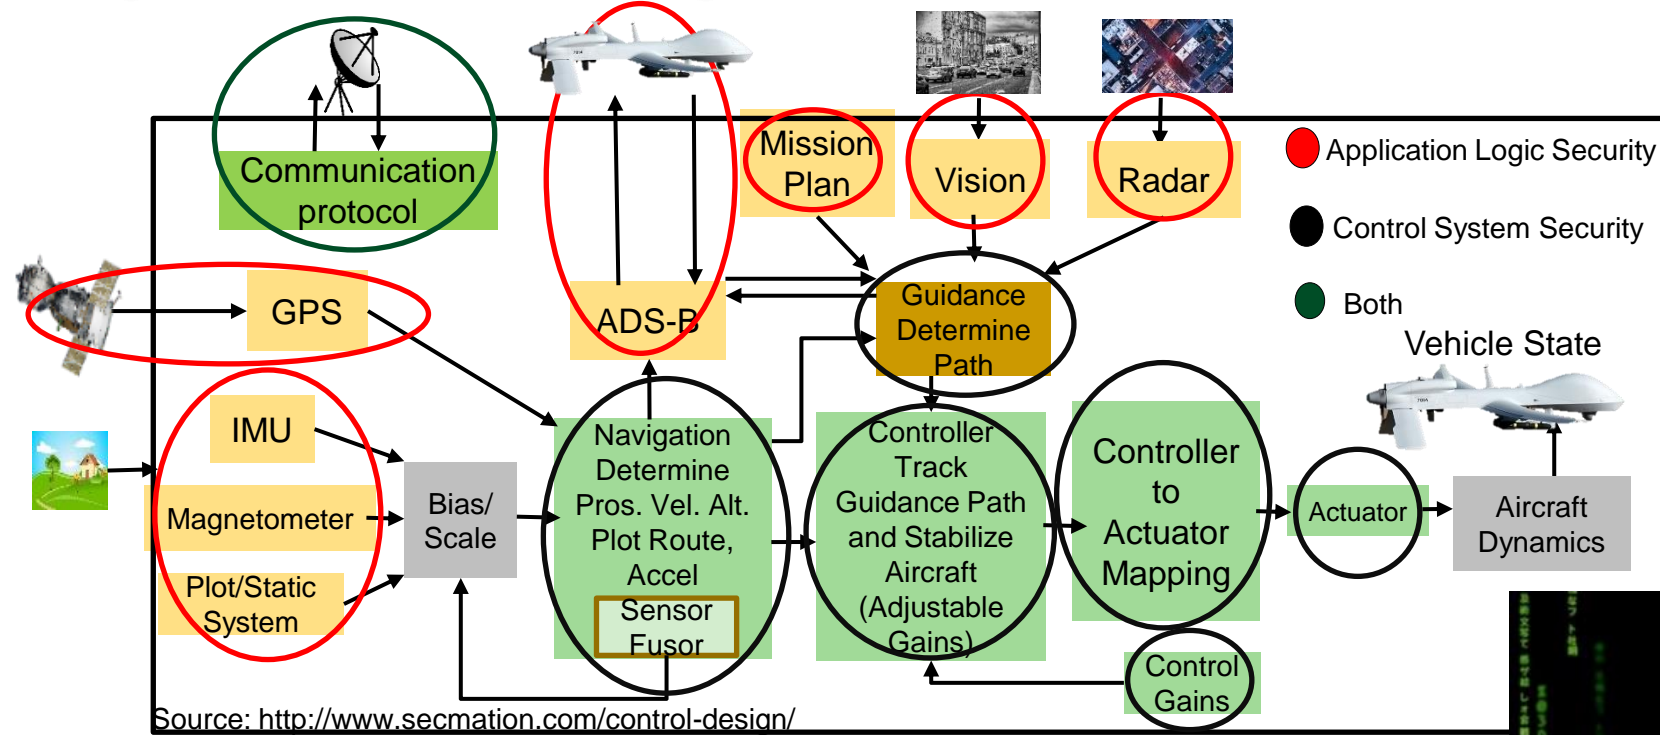 Communication
protocol
Mission
Plan
Vision
Radar
Application Logic Security
Control System Security
Both
GPS
ADS-B
Guidance
Determine
Path
Vehicle State
IMU
Magnetometer
Plot/Static
System
Bias/
Scale
Navigation
Determine
Pros. Vel. Alt.
Plot Route,
Accel
Sensor
Fusor
Controller
Track
Guidance Path
and Stabilize
Aircraft
(Adjustable
Gains)
Controller
to
Actuator
Mapping
Actuator
Aircraft
Dynamics
Control
Gains
Source: http://www.secmation.com/control-design/